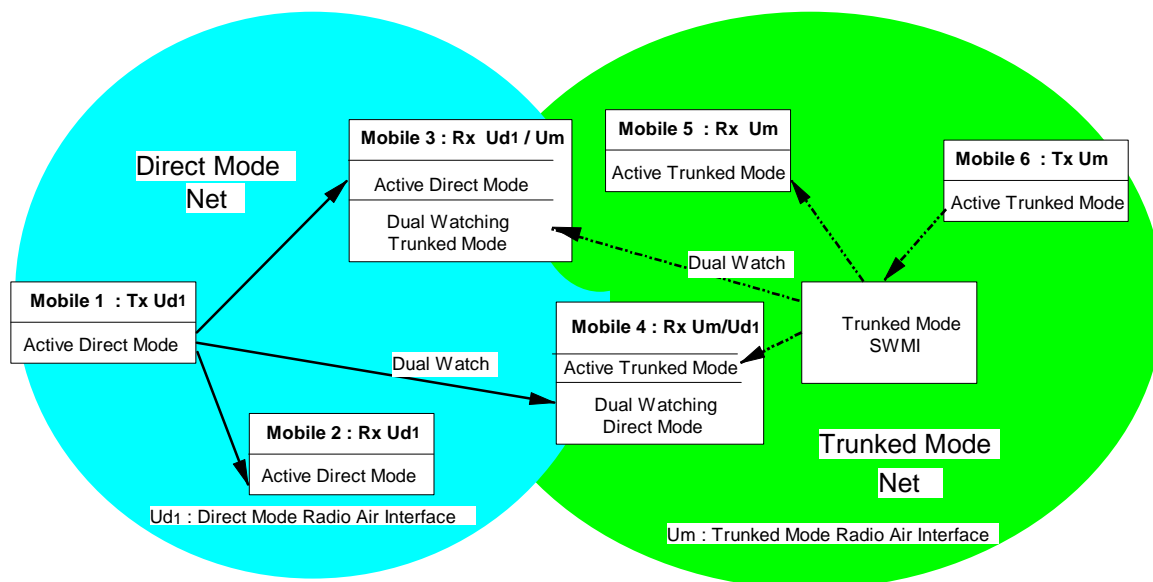 Direct Mode
Net
Mobile 1 : Tx Ud1
Active Direct Mode
Mobile 3 : Rx Ud1 / Um
Active Direct Mode
Dual Watching
Trunked Mode
Dual Watch
Mobile 2 : Rx Ud1
Active Direct Mode
Ud1 : Direct Mode Radio Air Interface
Mobile 5 : Rx Um
Active Trunked Mode
Mobile 6 : Tx Um
Active Trunked Mode
Dual Watch
Mobile 4 : Rx Um/Ud1
Active Trunked Mode
Dual Watching
Direct Mode
Trunked Mode
SWMI
Trunked Mode
Net
Um : Trunked Mode Radio Air Interface